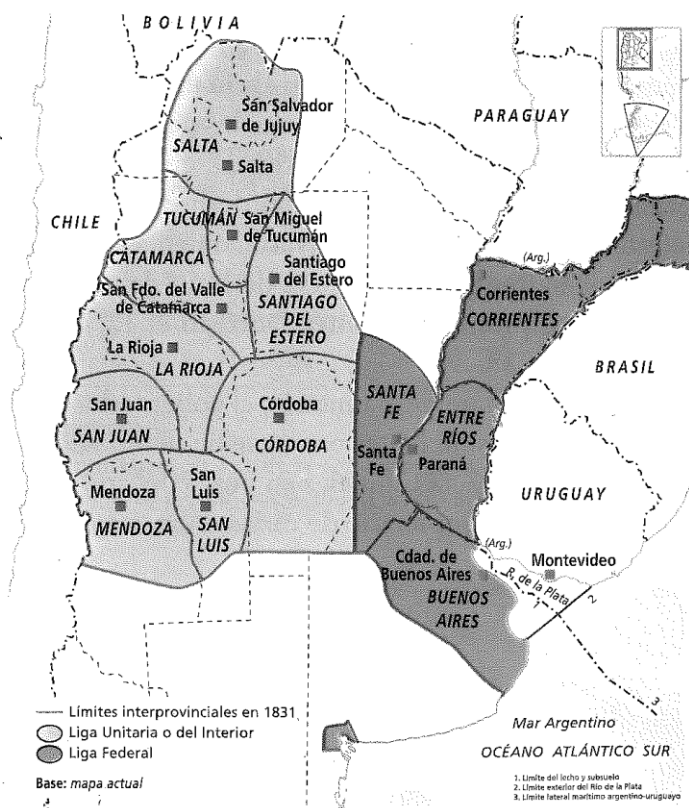 BOLIVIA
San Salvador
de Jujuy
SALTA
Salta
PARAGUAY
CHILE
TUCUMÁN
San Miguel
de Tucumán
CATAMARCA
Santiago
del Estero
San Fdo. del Valle
de Catamarca
SANTIAGO
DEL
ESTERO
(Arg.)
Corrientes
CORRIENTES
La Rioja
LA RIOJA
BRASIL
San Juan
SAN JUAN
Córdoba
CÓRDOBA
SANTA
FE
Santa
Fe
ENTRE
RÍOS
Paraná
Mendoza
MENDOZA
San
Luis
SAN
LUIS
URUGUAY
(Arg.)
Cdad. de
Buenos Aires
BUENOS
AIRES
Montevideo
R. de la Plata
1
2
3
Límites interprovinciales en 1831
Liga Unitaria o del Interior
Liga Federal
Base: mapa actual
Mar Argentino
OCÉANO ATLÁNTICO SUR
1. Límite del lecho y subsuelo
2. Límite exterior del Río de la Plata
3. Límite lateral marítimo argentino-uruguayo